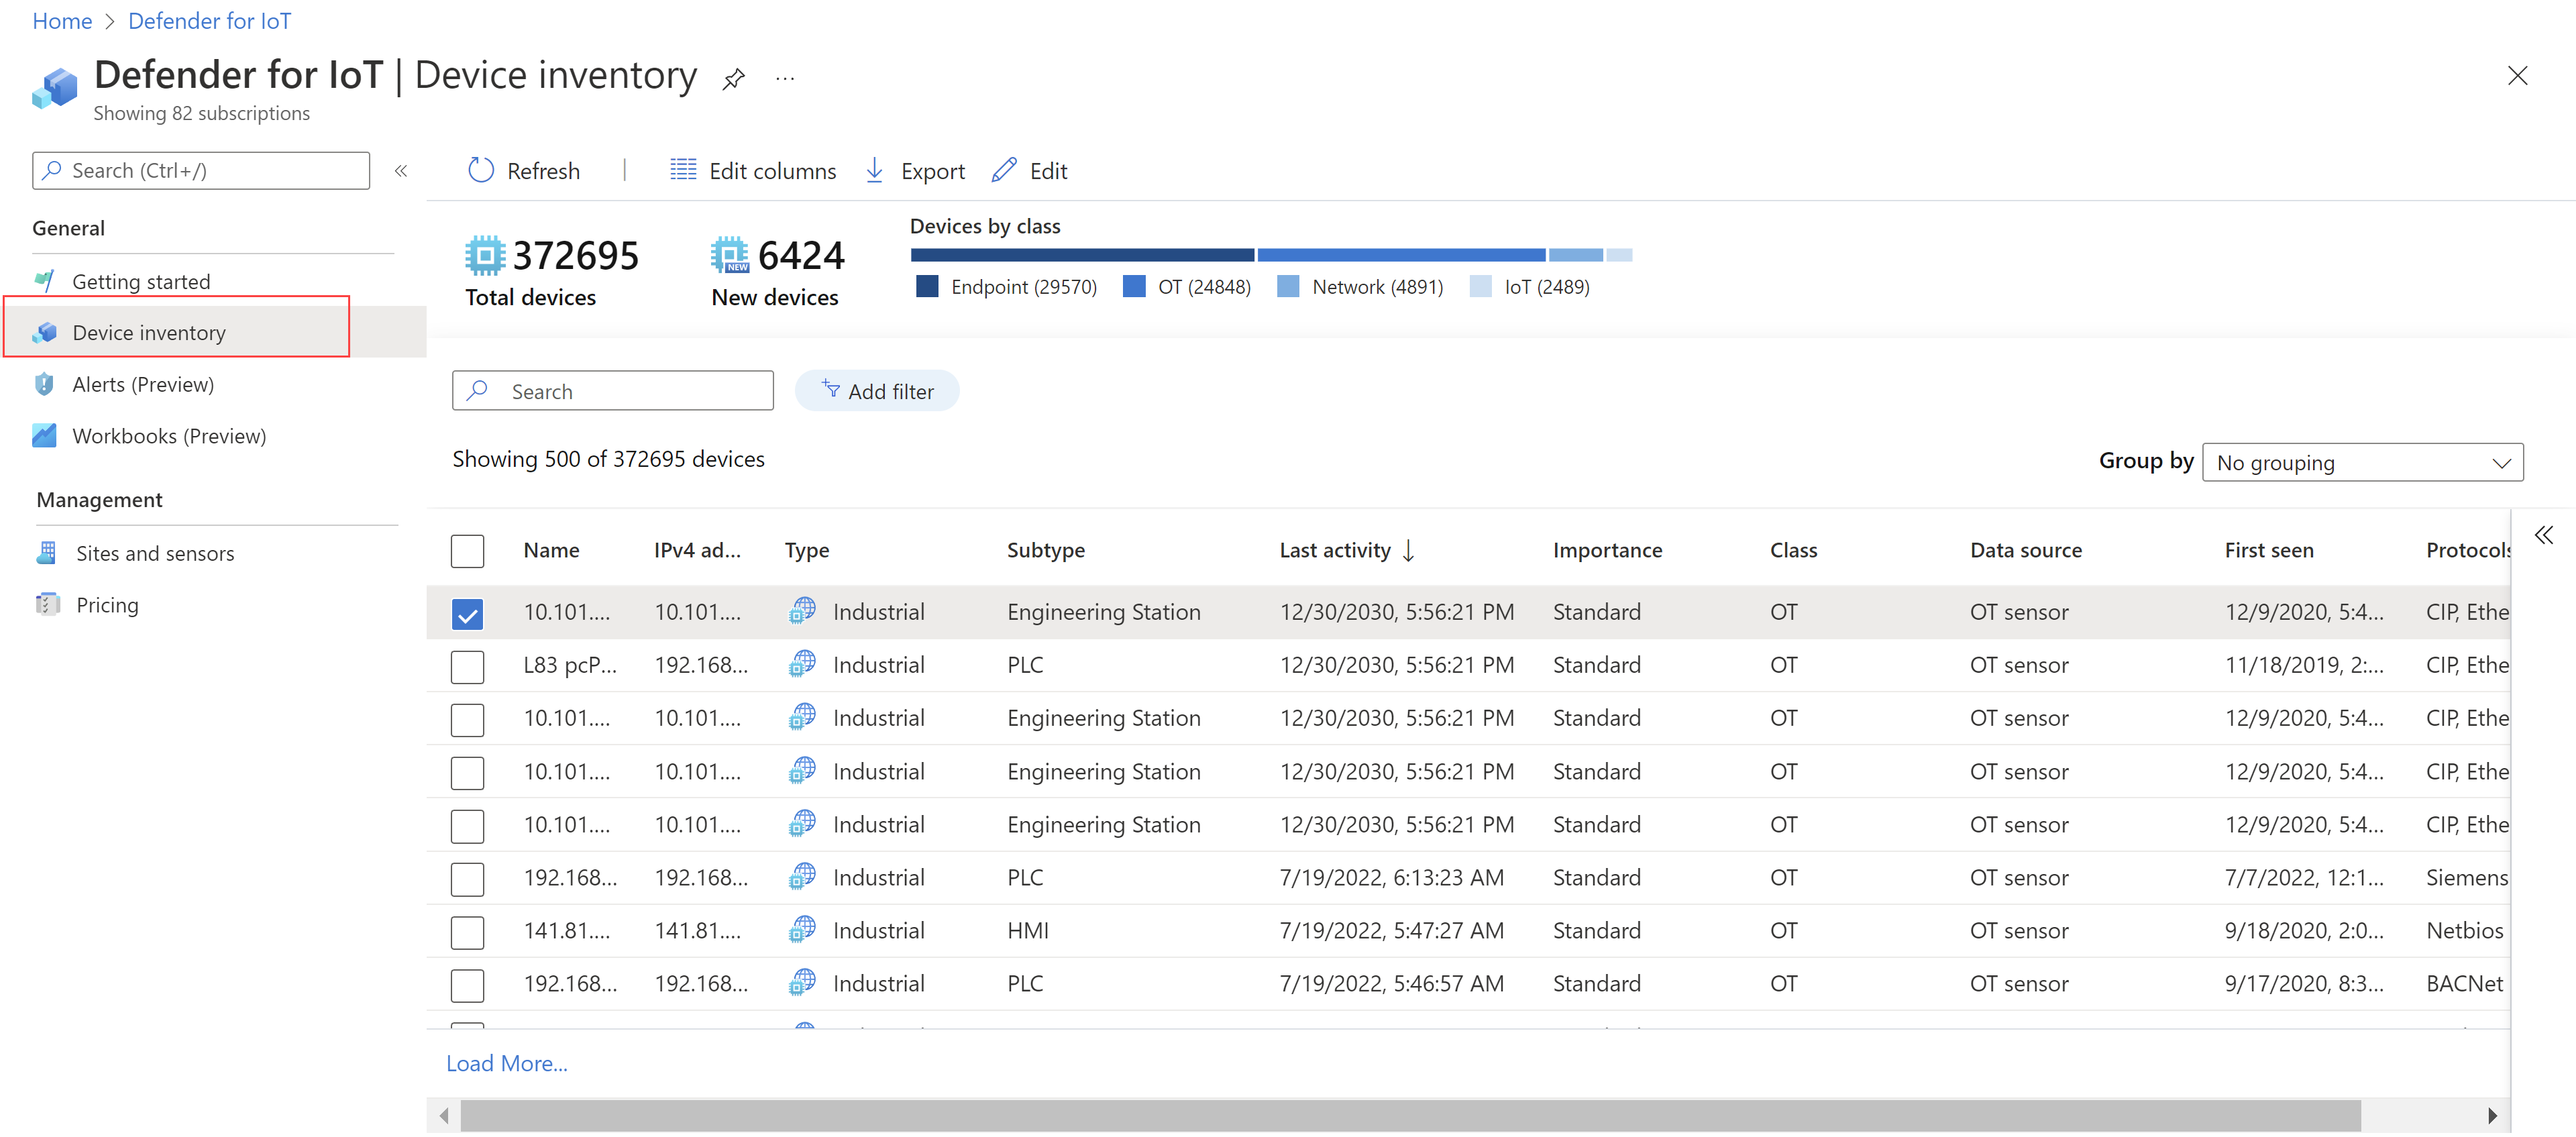 Home > Defender for IoT
Defender for IoT | Device inventory ...
Showing 82 subscriptions
Search (Ctrl+/) «
Refresh | Edit columns Export Edit
General
Getting started
Device inventory
Alerts (Preview)
Workbooks (Preview)
Management
Sites and sensors
Pricing
372695
Total devices
NEW
6424
New devices
Devices by class
Endpoint (29570) OT (24848) Network (4891) IoT (2489)
Search Add filter
Showing 500 of 372695 devices
Group by No grouping
Name IPv4 ad... Type Subtype Last activity ↓ Importance Class Data source First seen Protocols
10.101.... 10.101.... Industrial Engineering Station 12/30/2030, 5:56:21 PM Standard OT OT sensor 12/9/2020, 5:4... CIP, Ethe
L83 pcP... 192.168... Industrial PLC 12/30/2030, 5:56:21 PM Standard OT OT sensor 11/18/2019, 2:... CIP, Ethe
10.101.... 10.101.... Industrial Engineering Station 12/30/2030, 5:56:21 PM Standard OT OT sensor 12/9/2020, 5:4... CIP, Ethe
10.101.... 10.101.... Industrial Engineering Station 12/30/2030, 5:56:21 PM Standard OT OT sensor 12/9/2020, 5:4... CIP, Ethe
10.101.... 10.101.... Industrial Engineering Station 12/30/2030, 5:56:21 PM Standard OT OT sensor 12/9/2020, 5:4... CIP, Ethe
192.168... 192.168... Industrial PLC 7/19/2022, 6:13:23 AM Standard OT OT sensor 7/7/2022, 12:1... Siemens
141.81.... 141.81.... Industrial HMI 7/19/2022, 5:47:27 AM Standard OT OT sensor 9/18/2020, 2:0... Netbios
192.168... 192.168... Industrial PLC 7/19/2022, 5:46:57 AM Standard OT OT sensor 9/17/2020, 8:3... BACNet
Load More...